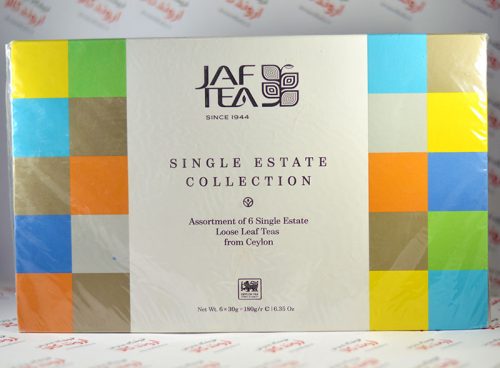 JAF
TEA
SINCE 1944
SINGLE ESTATE
COLLECTION
Assortment of 6 Single Estate
Loose Leaf Teas
from Ceylon
Net Wt. 6×30g=180g/r ℮ | 6.35 Oz